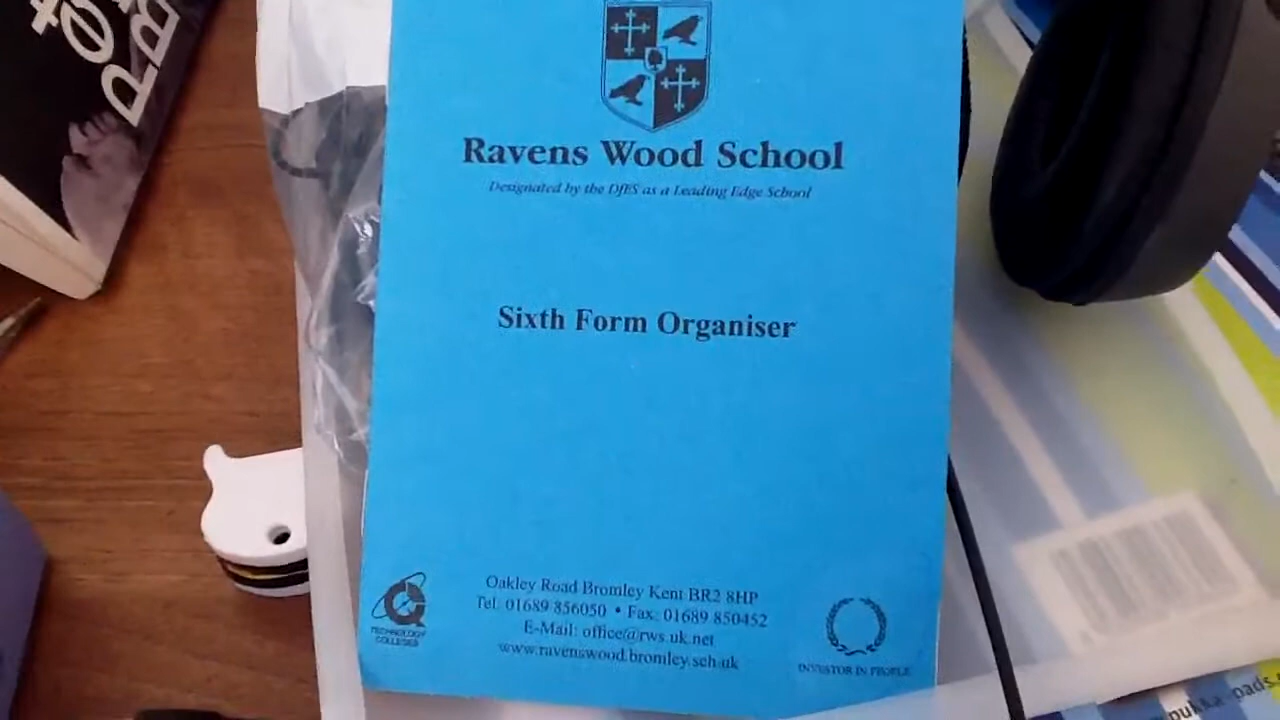 Ravens Wood School
Designated by the DfES as a Leading Edge School
Sixth Form Organiser
Oakley Road Bromley Kent BR2 8HP
Tel: 01689 856050 • Fax: 01689 850452
E-Mail: office@rws.uk.net
www.ravenswood.bromley.sch.uk
TECHNOLOGY
COLLEGES
INVESTOR IN PEOPLE
pukka pads